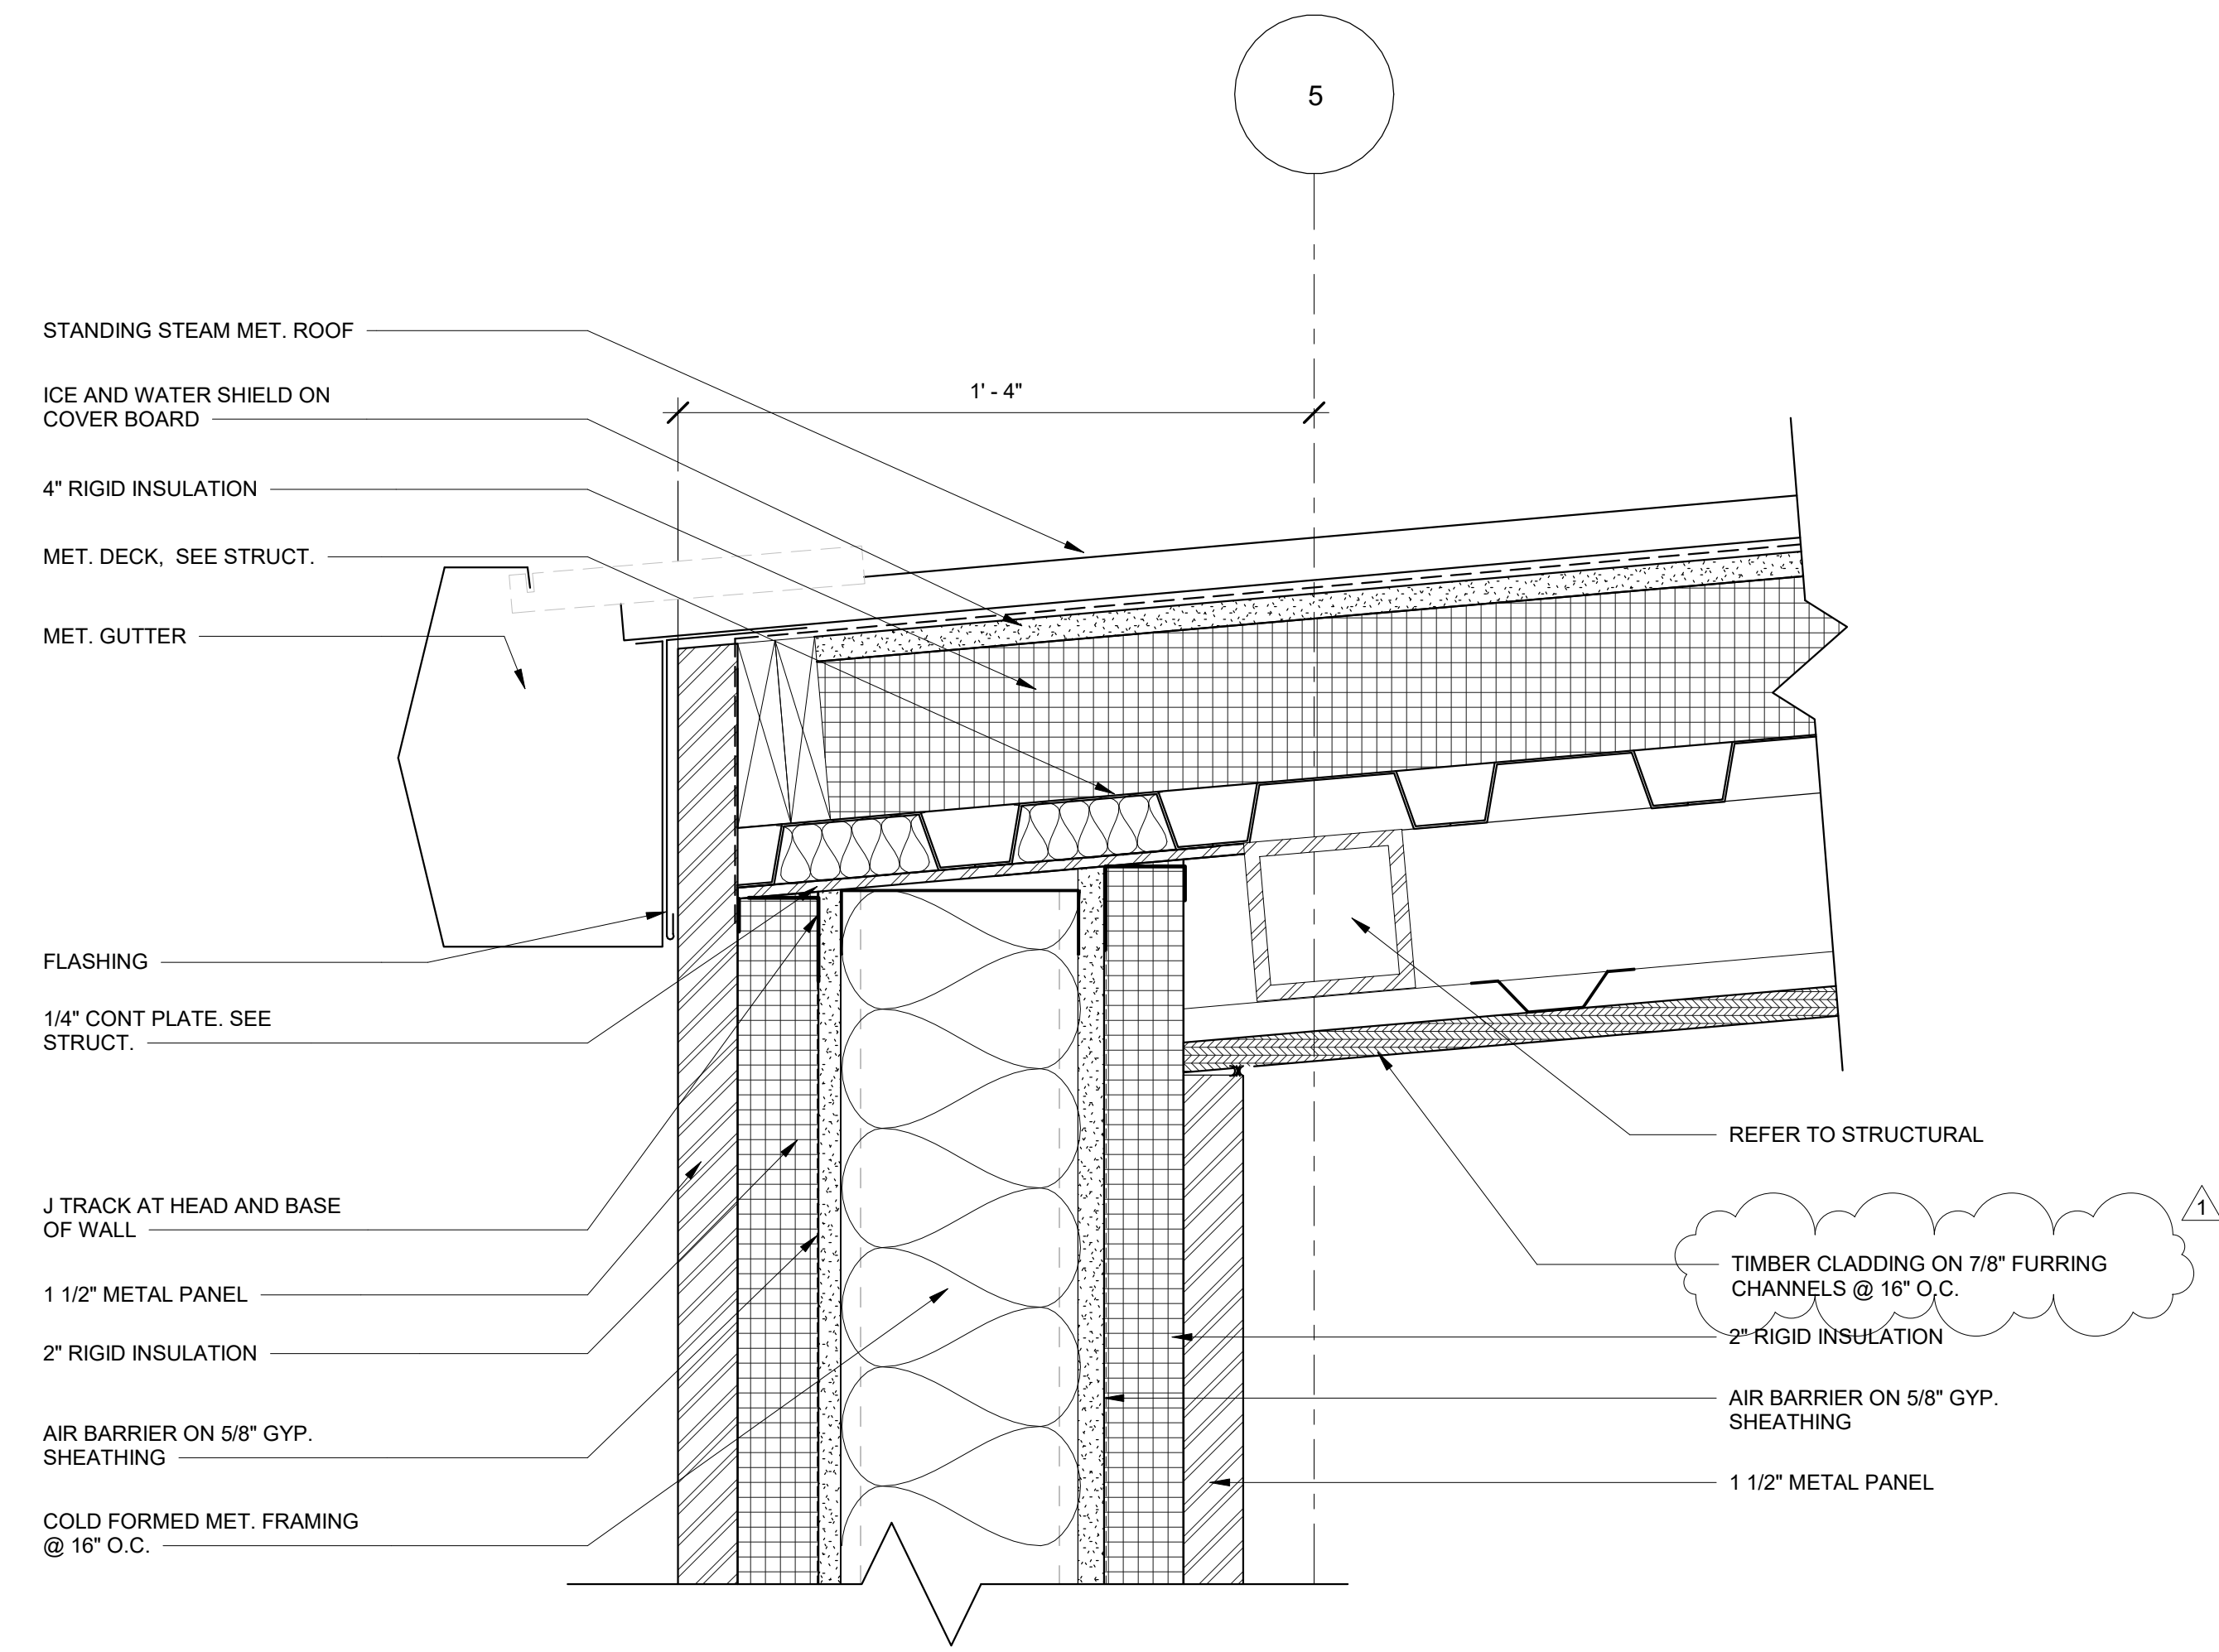 5
STANDING STEAM MET. ROOF
ICE AND WATER SHIELD ON
COVER BOARD
1' - 4"
4" RIGID INSULATION
MET. DECK,  SEE STRUCT.
MET. GUTTER
FLASHING
1/4" CONT PLATE. SEE
STRUCT.
J TRACK AT HEAD AND BASE
OF WALL
1 1/2" METAL PANEL
2" RIGID INSULATION
AIR BARRIER ON 5/8" GYP.
SHEATHING
COLD FORMED MET. FRAMING
@ 16" O.C.
REFER TO STRUCTURAL
1
TIMBER CLADDING ON 7/8" FURRING
CHANNELS @ 16" O.C.
2" RIGID INSULATION
AIR BARRIER ON 5/8" GYP.
SHEATHING
1 1/2" METAL PANEL